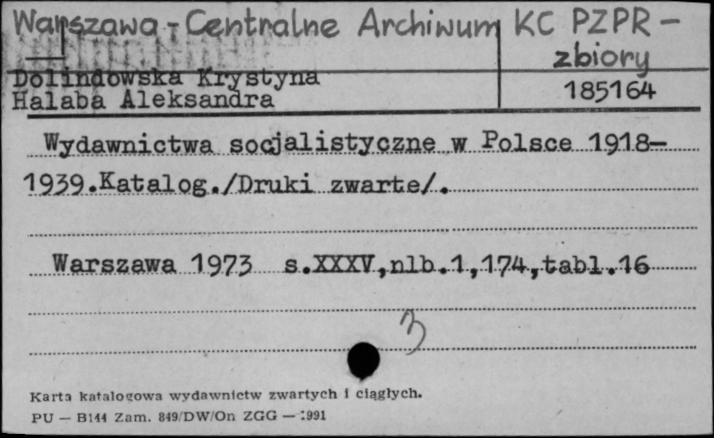 Warszawa - Centralne Archiwum KC PZPR -
zbiory
Dolindowska Krystyna
Halaba Aleksandra
185164
Wydawnictwa socjalistyczne w Polsce 1918-
1939.Katalog./Druki zwarte/.
Warszawa 1973 s.XXXV,nlb.1,174,tabl.16
3
Karta katalogowa wydawnictw zwartych i ciągłych.
PU — B144 Zam. 849/DW/On ZGG — 1991